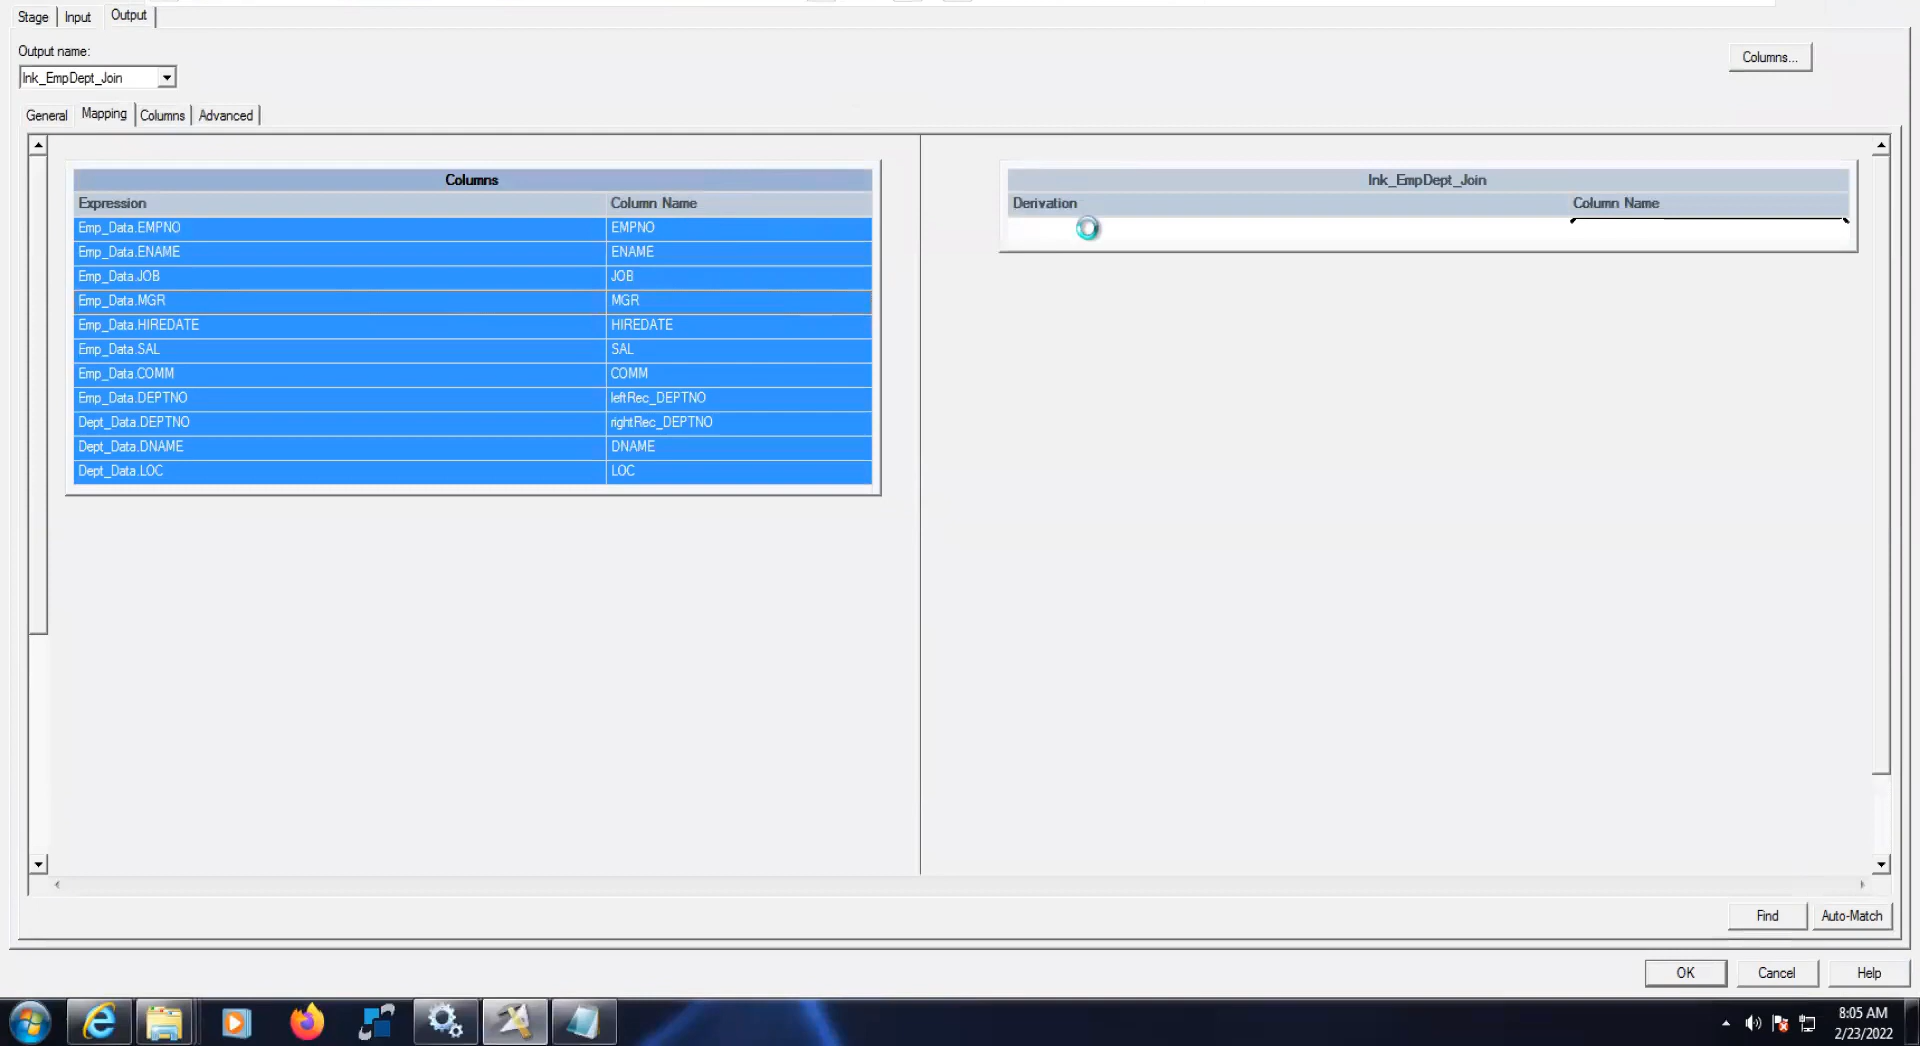 Stage Input Output
Output name:
lnk_EmpDept_Join
Columns...
General Mapping Columns Advanced
Columns
Expression Column Name
Emp_Data.EMPNO EMPNO
Emp_Data.ENAME ENAME
Emp_Data.JOB JOB
Emp_Data.MGR MGR
Emp_Data.HIREDATE HIREDATE
Emp_Data.SAL SAL
Emp_Data.COMM COMM
Emp_Data.DEPTNO leftRec_DEPTNO
Dept_Data.DEPTNO rightRec_DEPTNO
Dept_Data.DNAME DNAME
Dept_Data.LOC LOC
lnk_EmpDept_Join
Derivation Column Name
Find Auto-Match
OK Cancel Help
8:05 AM
2/23/2022